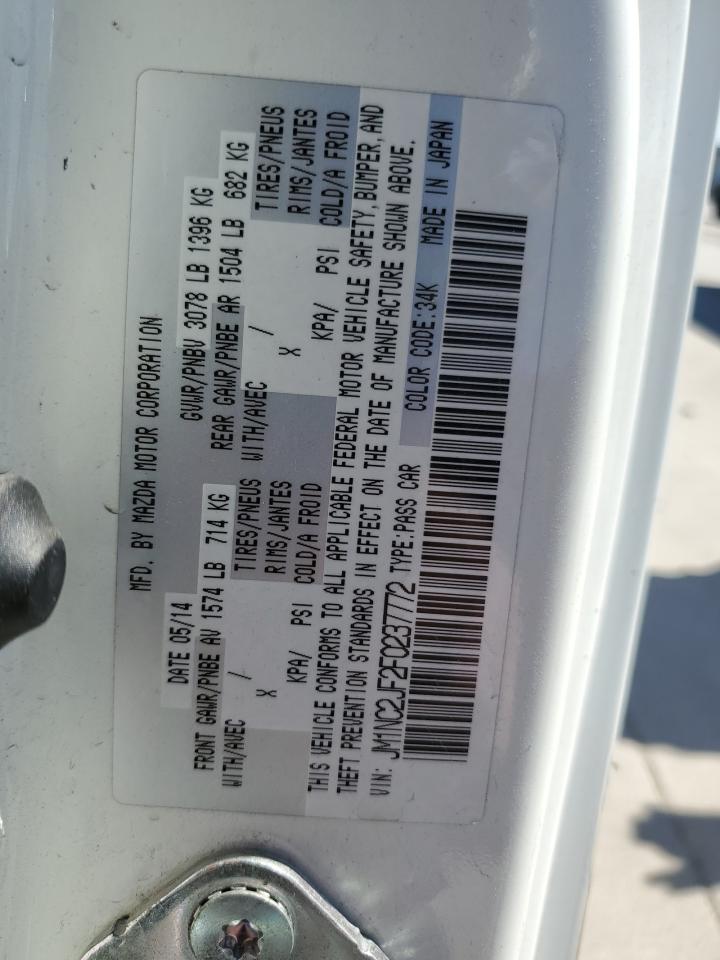 MFD. BY MAZDA MOTOR CORPORATION
DATE 05/14 GVWR/PNBV 3078 LB 1396 KG
FRONT GAWR/PNBE AV 1574 LB 714 KG REAR GAWR/PNBE AR 1504 LB 682 KG
WITH/AVEC / TIRES/PNEUS WITH/AVEC / TIRES/PNEUS
X RIMS/JANTES X RIMS/JANTES
KPA/ PSI COLD/A FROID KPA/ PSI COLD/A FROID
THIS VEHICLE CONFORMS TO ALL APPLICABLE FEDERAL MOTOR VEHICLE SAFETY, BUMPER, AND
THEFT PREVENTION STANDARDS IN EFFECT ON THE DATE OF MANUFACTURE SHOWN ABOVE.
VIN: JM1NC2JF2F0237772 TYPE:PASS CAR COLOR CODE:34K MADE IN JAPAN